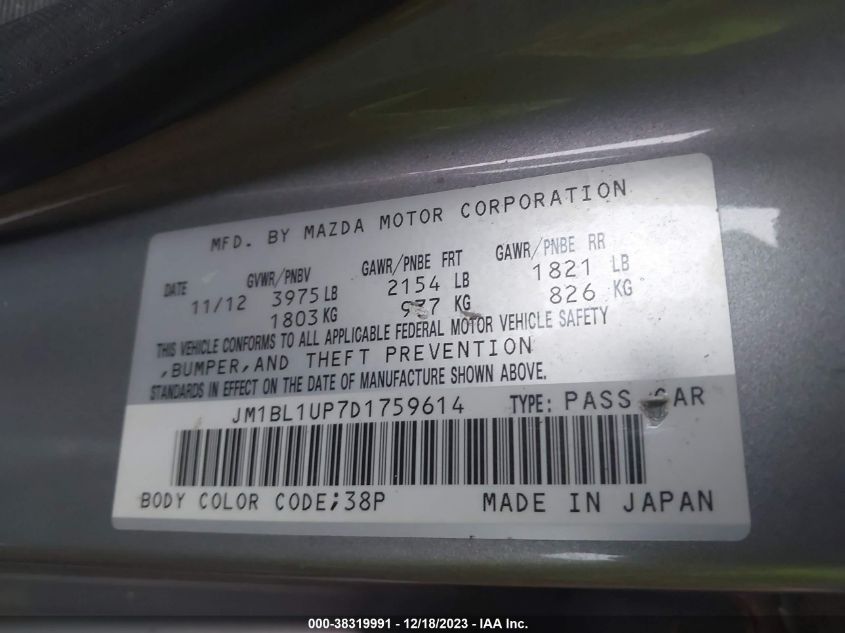 MFD. BY MAZDA MOTOR CORPORATION
DATE GVWR/PNBV GAWR/PNBE FRT GAWR/PNBE RR
11/12 3975 LB 2154 LB 1821 LB
1803 KG 977 KG 826 KG
THIS VEHICLE CONFORMS TO ALL APPLICABLE FEDERAL MOTOR VEHICLE SAFETY
,BUMPER,AND THEFT PREVENTION
STANDARDS IN EFFECT ON THE DATE OF MANUFACTURE SHOWN ABOVE.
JM1BL1UP7D1759614 TYPE: PASS CAR
BODY COLOR CODE;38P MADE IN JAPAN
000-38319991 - 12/18/2023 - IAA Inc.